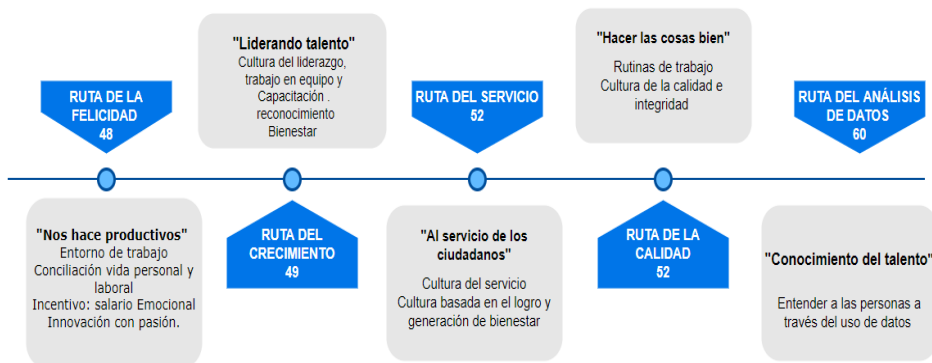 RUTA DE LA
FELICIDAD
48
"Nos hace productivos"
Entorno de trabajo
Conciliación vida personal y
laboral
Incentivo: salario Emocional
Innovación con pasión.
"Liderando talento"
Cultura del liderazgo,
trabajo en equipo y
Capacitación .
reconocimiento
Bienestar
RUTA DEL
CRECIMIENTO
49
RUTA DEL SERVICIO
52
"Al servicio de los
ciudadanos"
Cultura del servicio
Cultura basada en el logro y
generación de bienestar
"Hacer las cosas bien"
Rutinas de trabajo
Cultura de la calidad e
integridad
RUTA DE LA
CALIDAD
52
RUTA DEL ANÁLISIS
DE DATOS
60
"Conocimiento del talento"
Entender a las personas a
través del uso de datos